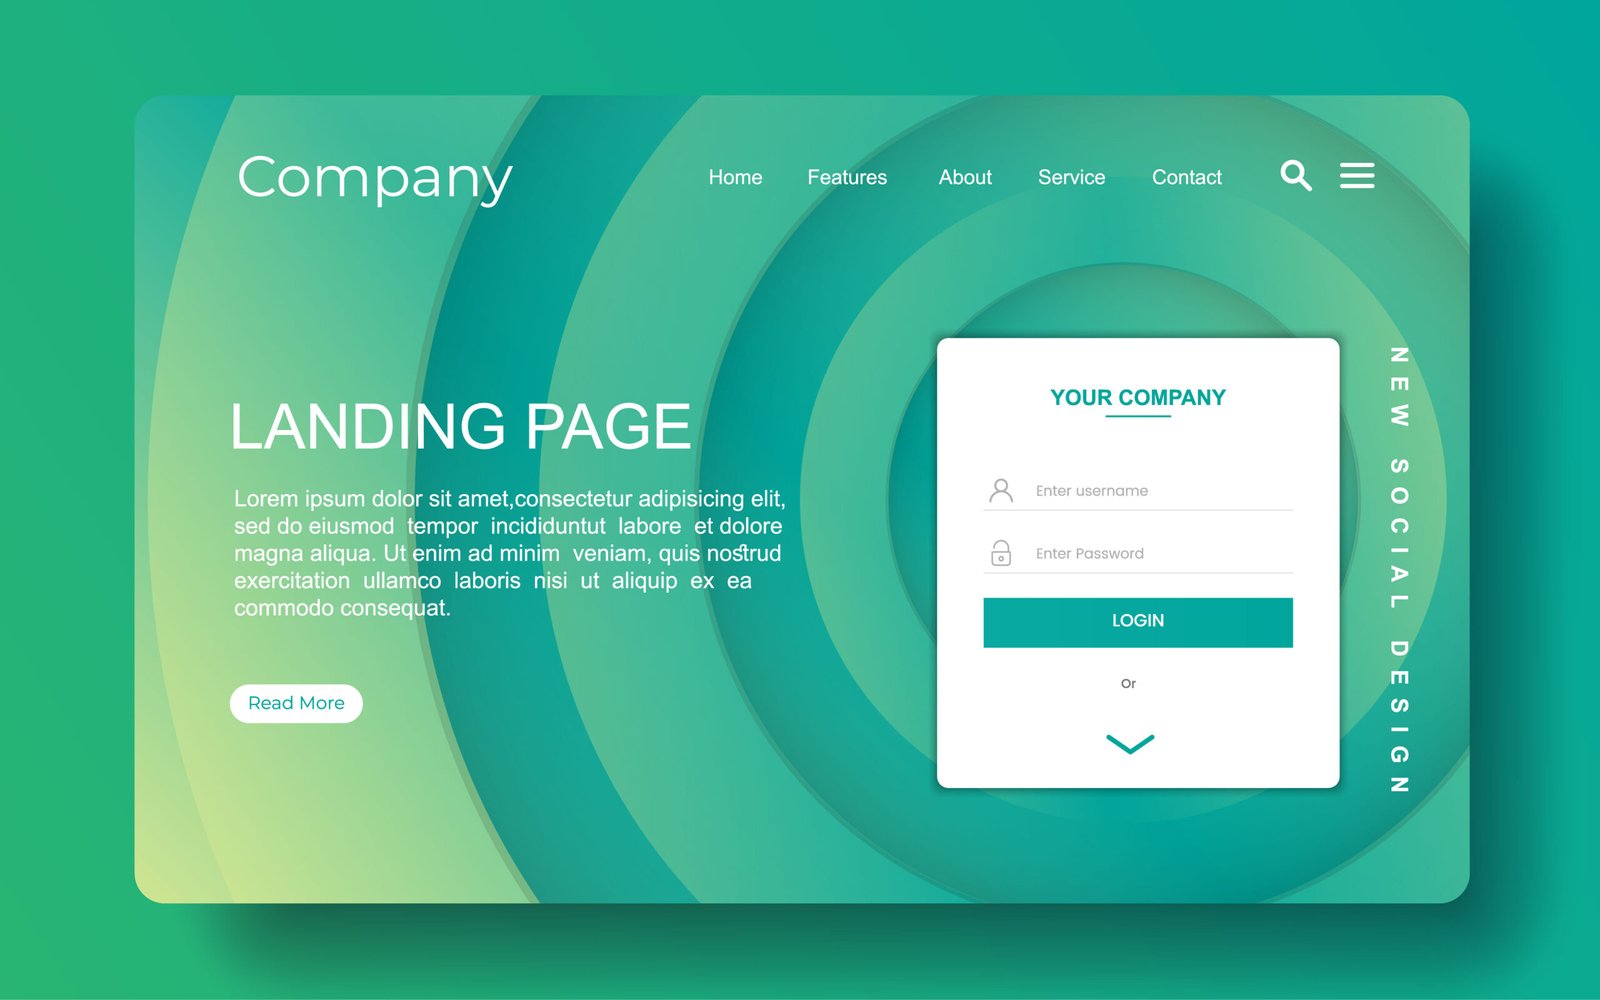 Company
Home Features About Service Contact
LANDING PAGE
Lorem ipsum dolor sit amet,consectetur adipisicing elit,
sed do eiusmod tempor incididuntut labore et dolore
magna aliqua. Ut enim ad minim veniam, quis nostrud
exercitation ullamco laboris nisi ut aliquip ex ea
commodo consequat.
Read More
YOUR COMPANY
Enter username
Enter Password
LOGIN
Or
NEW SOCIAL DESIGN